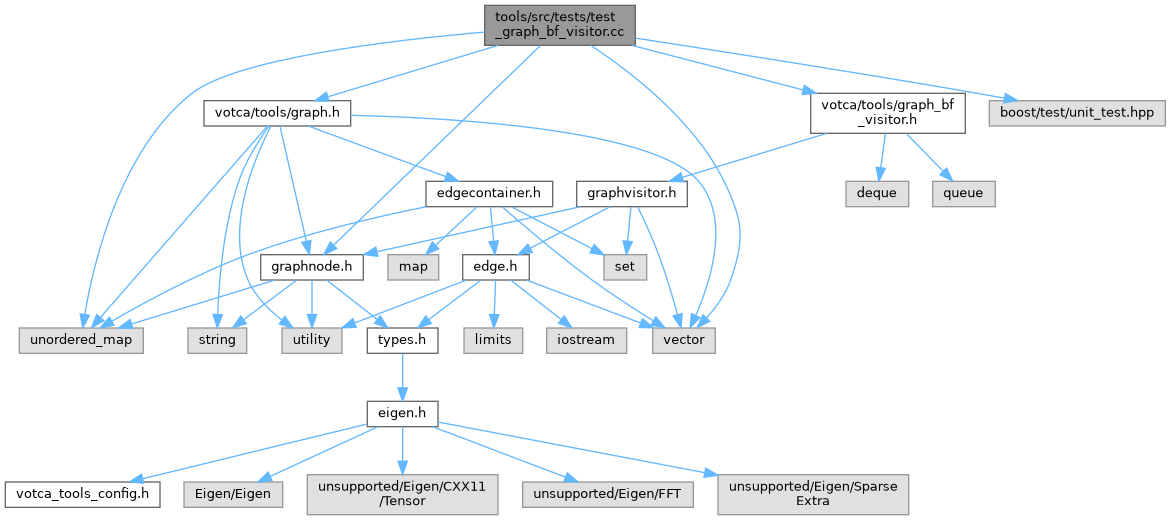 tools/src/tests/test
_graph_bf_visitor.cc
votca/tools/graph.h
votca/tools/graph_bf
_visitor.h
boost/test/unit_test.hpp
edgecontainer.h
graphvisitor.h
deque
queue
graphnode.h
map
edge.h
set
unordered_map
string
utility
types.h
limits
iostream
vector
eigen.h
votca_tools_config.h
Eigen/Eigen
unsupported/Eigen/CXX11
/Tensor
unsupported/Eigen/FFT
unsupported/Eigen/Sparse
Extra